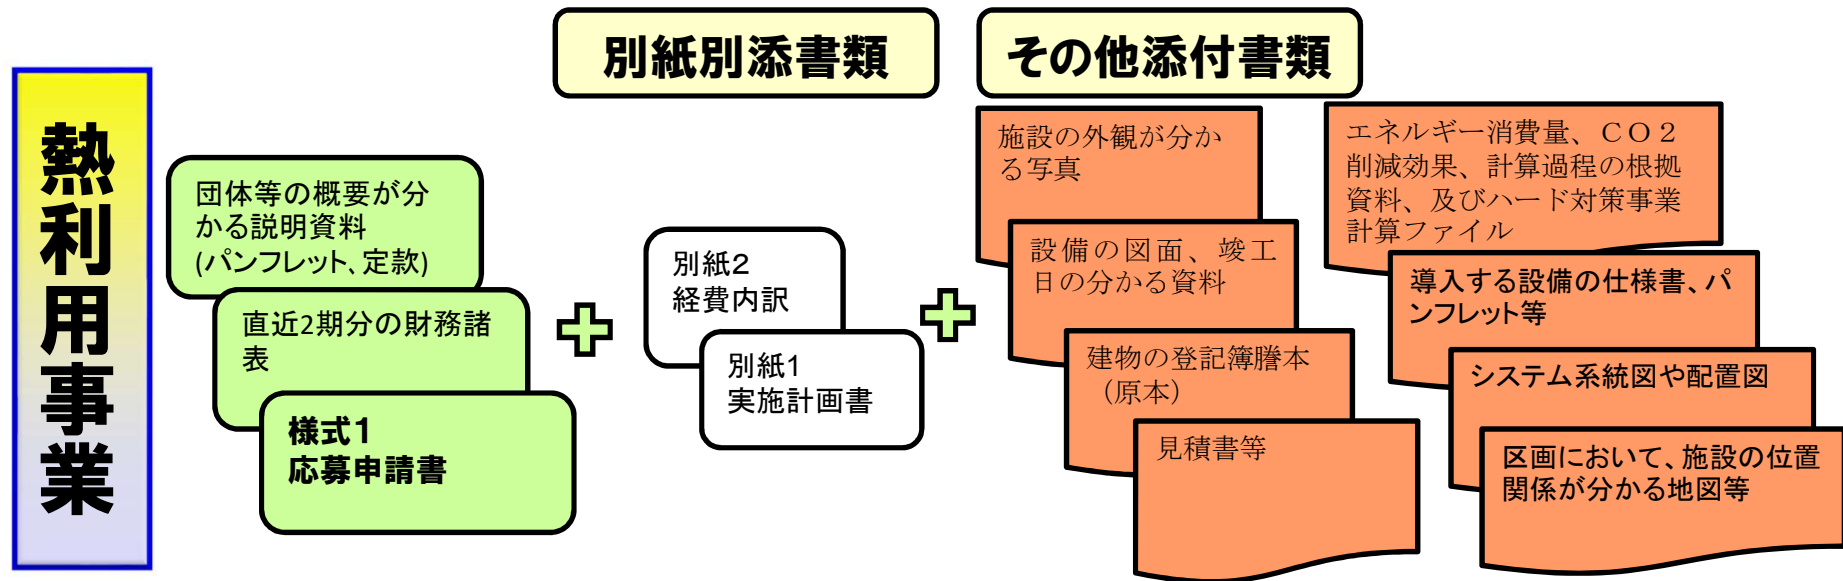 熱利用事業
別紙別添書類
その他添付書類
団体等の概要が分
かる説明資料
(パンフレット、定款)
直近2期分の財務諸
表
様式1
応募申請書
別紙2
経費内訳
別紙1
実施計画書
施設の外観が分か
る写真
設備の図面、竣工
日の分かる資料
建物の登記簿謄本
（原本）
見積書等
エネルギー消費量、ＣＯ２
削減効果、計算過程の根拠
資料、及びハード対策事業
計算ファイル
導入する設備の仕様書、パ
ンフレット等
システム系統図や配置図
区画において、施設の位置
関係が分かる地図等